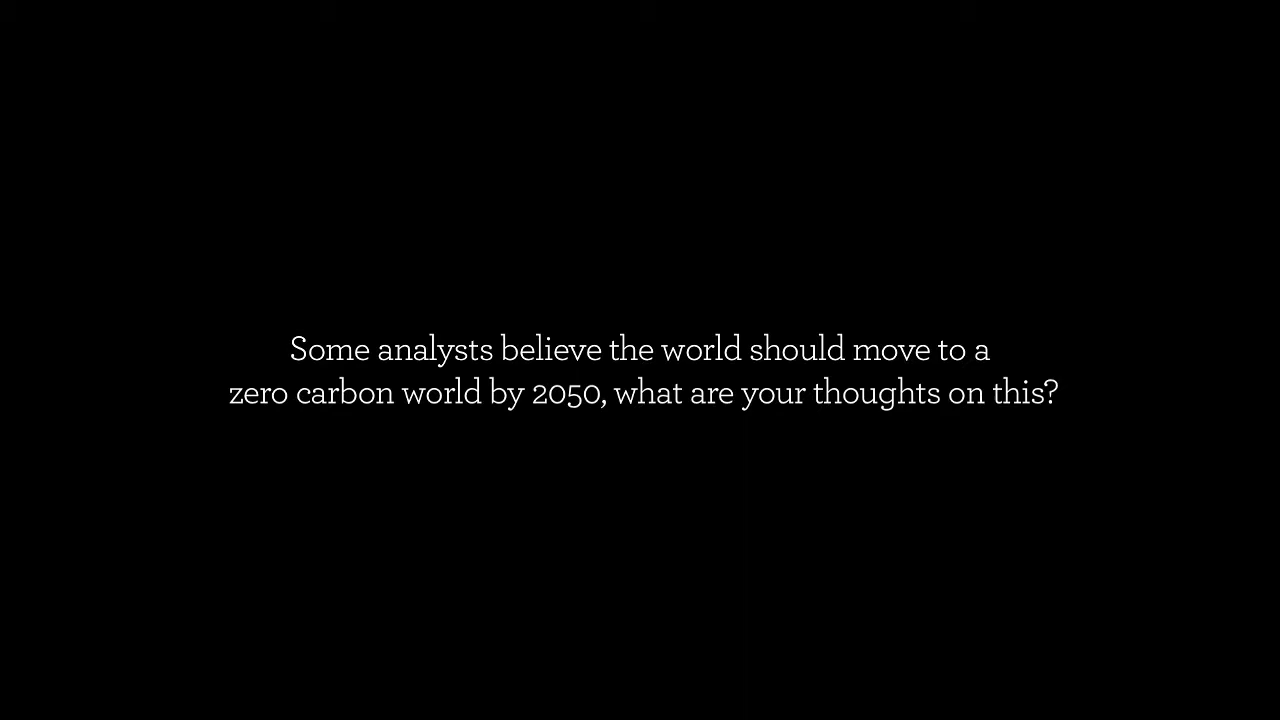 Some analysts believe the world should move to a
zero carbon world by 2050, what are your thoughts on this?